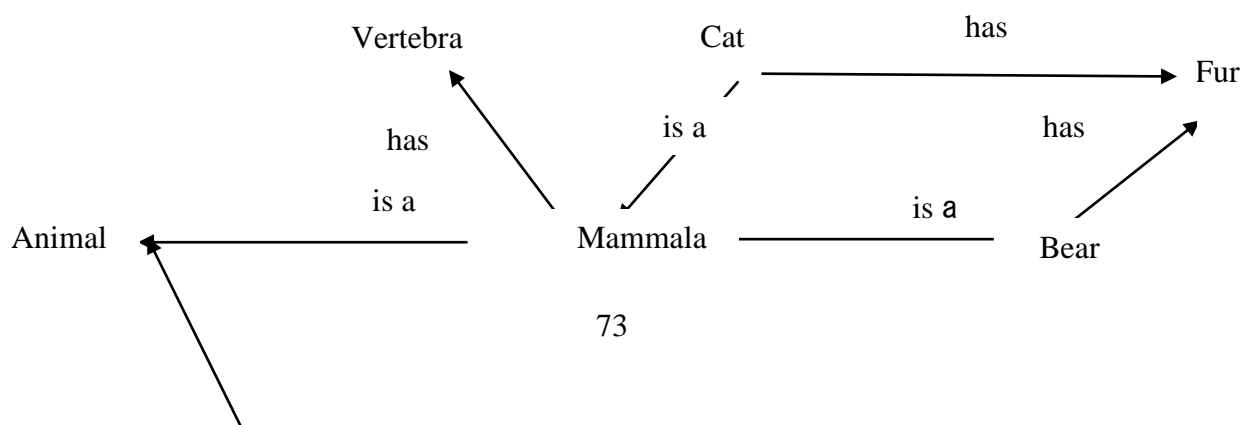 has
Vertebra Cat
Fur
has is a has
is a is a
Animal Mammala Bear
73